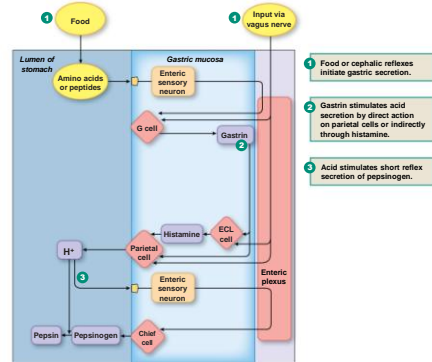 1
Food
1
Input via
vagus nerve
Lumen of
stomach
Gastric mucosa
Amino acids
or peptides
Enteric
sensory
neuron
G cell
Gastrin
2
Histamine
ECL
cell
H+
Parietal
cell
3
Enteric
sensory
neuron
Enteric
plexus
Pepsin
Pepsinogen
Chief
cell
1
Food or cephalic reflexes
initiate gastric secretion.
2
Gastrin stimulates acid
secretion by direct action
on parietal cells or indirectly
through histamine.
3
Acid stimulates short reflex
secretion of pepsinogen.